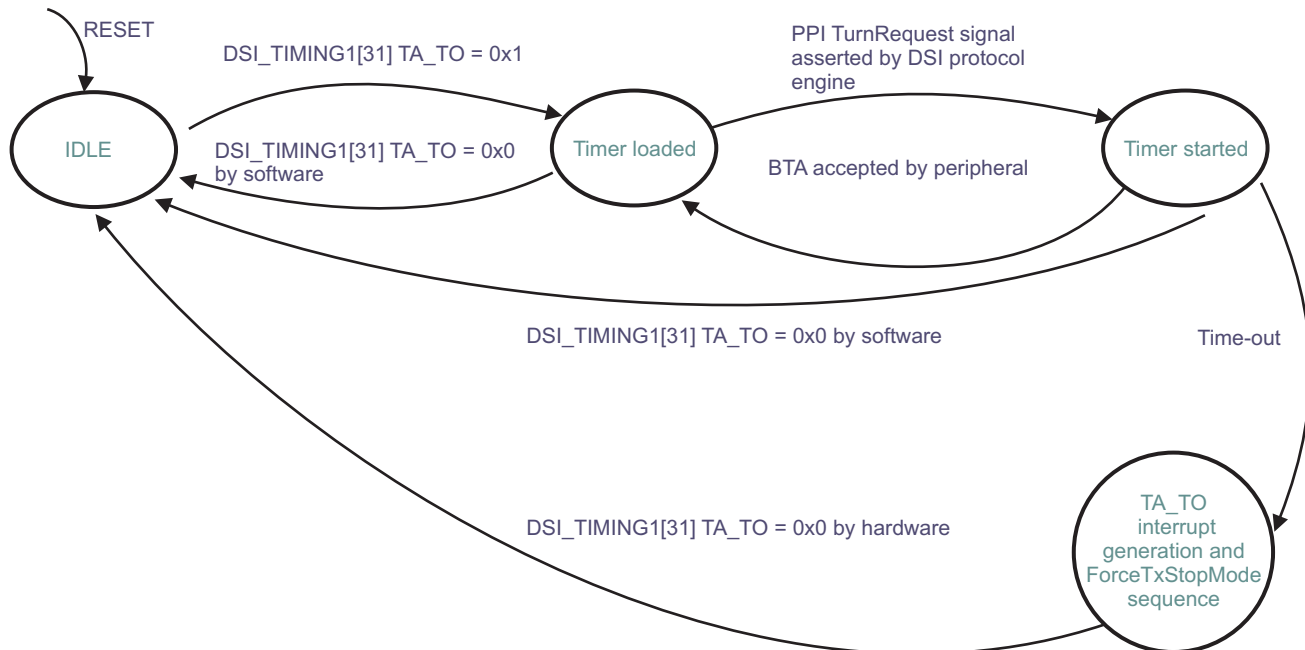 RESET
DSI_TIMING1[31] TA_TO = 0x1
PPI TurnRequest signal
asserted by DSI protocol
engine
IDLE
DSI_TIMING1[31] TA_TO = 0x0
by software
Timer loaded
BTA accepted by peripheral
Timer started
DSI_TIMING1[31] TA_TO = 0x0 by software
Time-out
DSI_TIMING1[31] TA_TO = 0x0 by hardware
TA_TO
interrupt
generation and
ForceTxStopMode
sequence